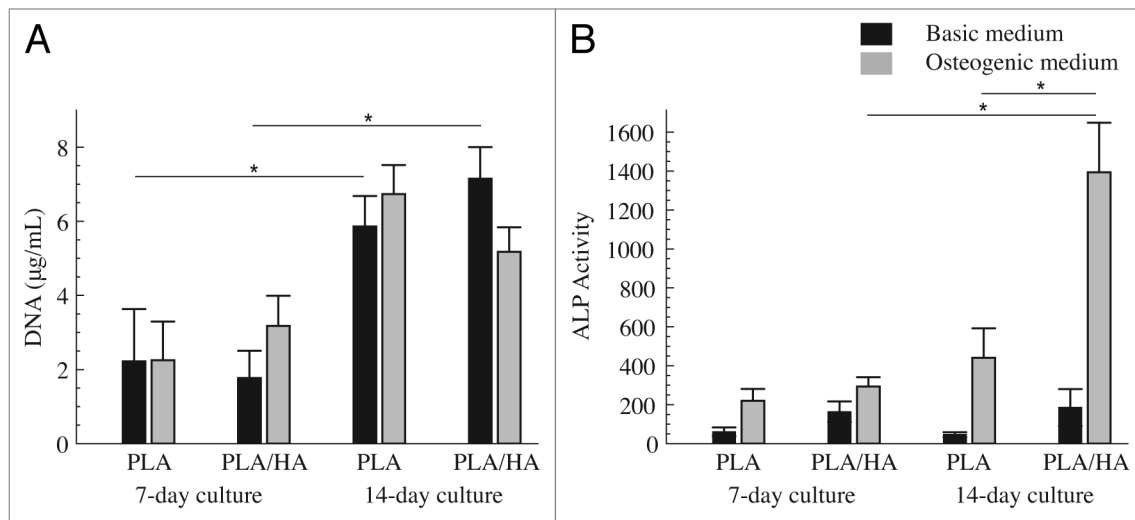 A
DNA (μg/mL)
8
6
4
2
0
*
*
PLA PLA/HA PLA PLA/HA
7-day culture 14-day culture
B
Basic medium
Osteogenic medium
*
*
ALP Activity
1600
1400
1200
1000
800
600
400
200
0
PLA PLA/HA PLA PLA/HA
7-day culture 14-day culture